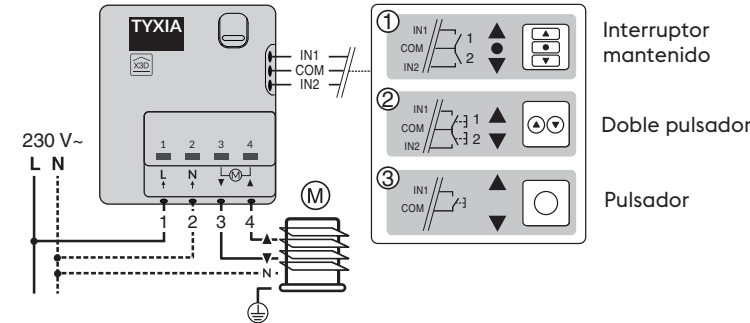 TYXIA
X3D
IN1
COM
IN2
1 2 3 4
L N M
230 V~
L N
1 2 3 4
M
N
1
IN1
COM
IN2
1
2
Interruptor
mantenido
2
IN1
COM
IN2
1
2
Doble pulsador
3
IN1
COM
Pulsador